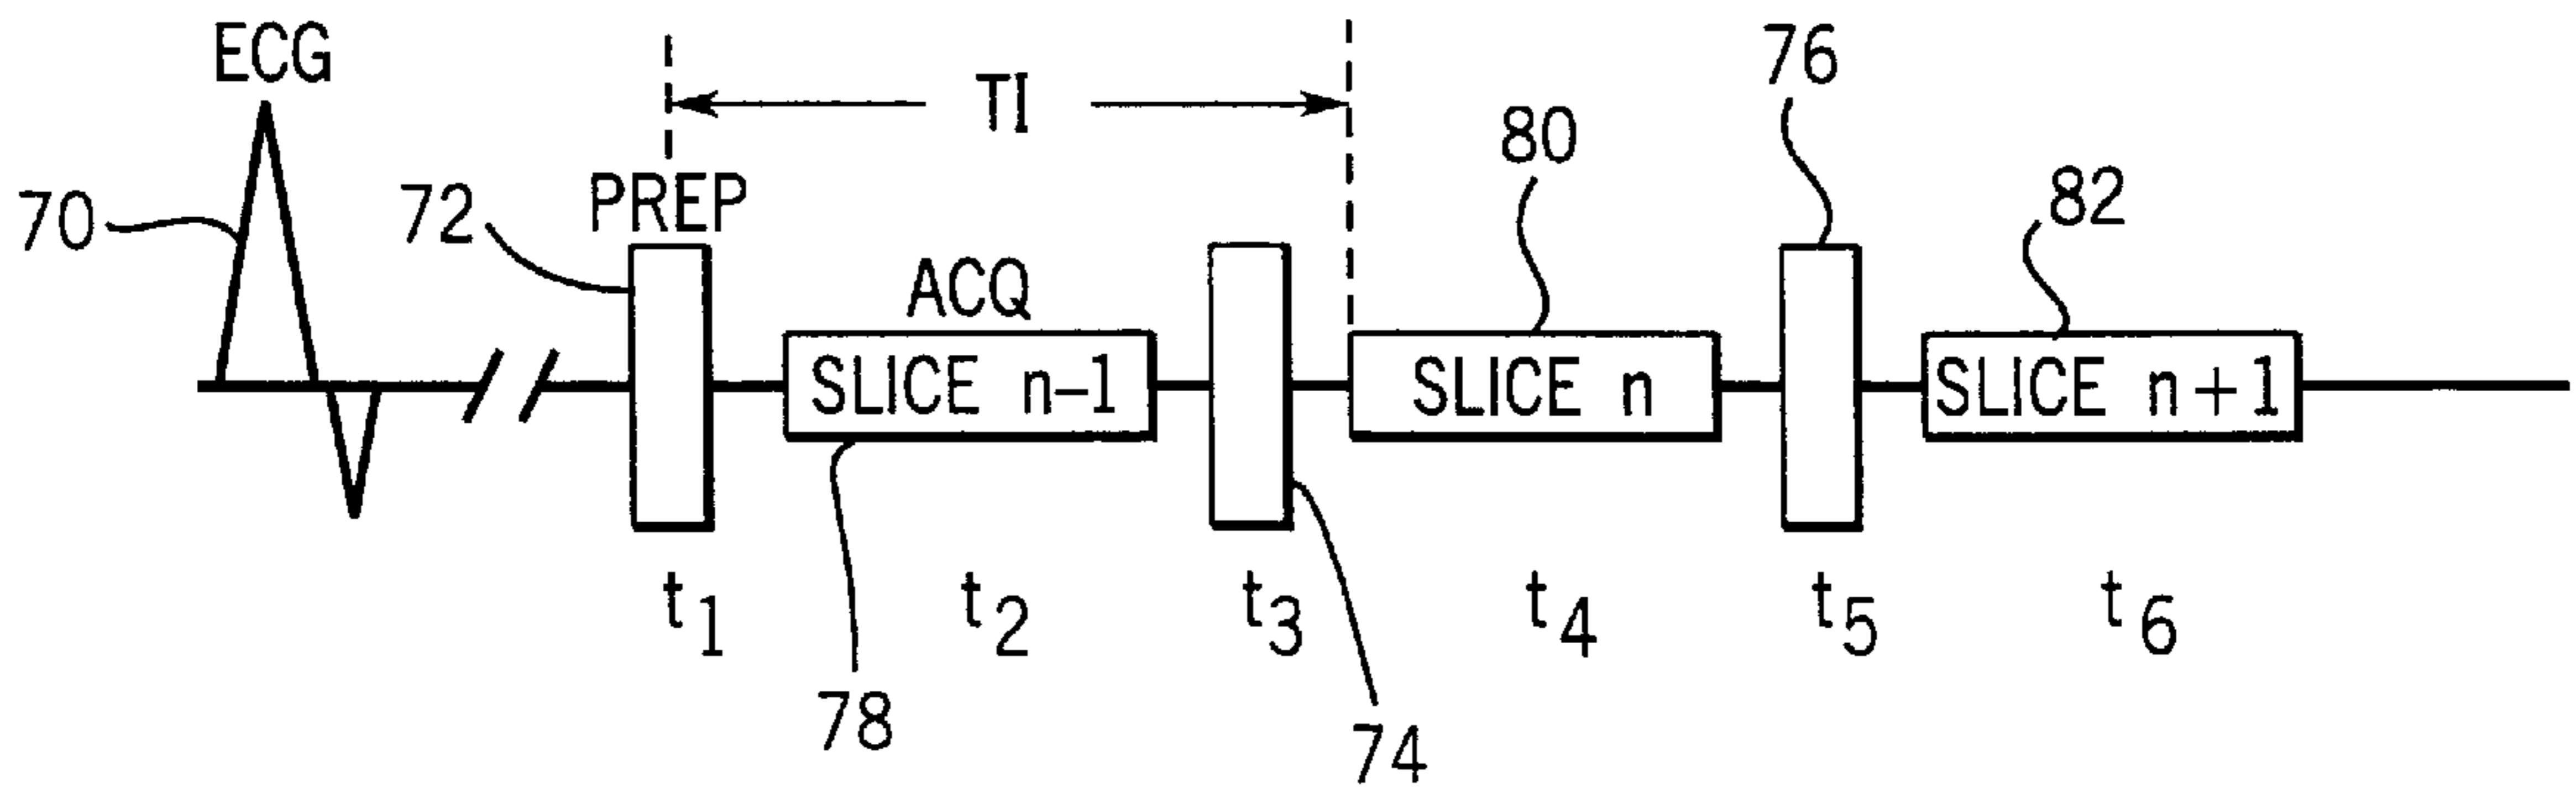 ECG
76
TI
80
70
72
PREP
82
ACQ
SLICE n-1
SLICE n
SLICE n+1
t1
t2
t3
t4
t5
t6
78
74